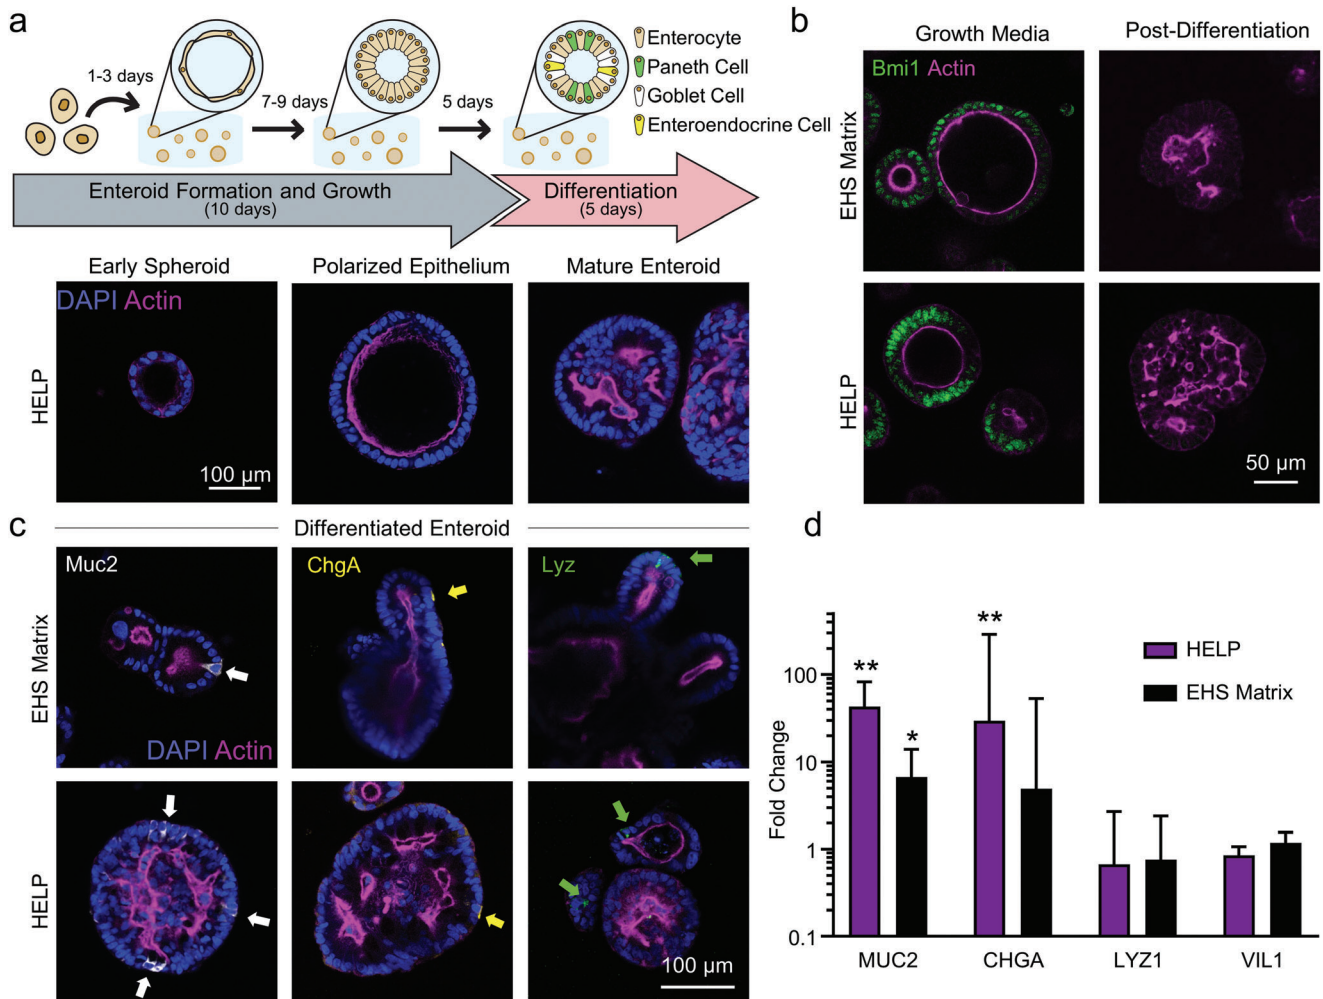 a
1-3 days
7-9 days
5 days
Enterocyte
Paneth Cell
Goblet Cell
Enteroendocrine Cell
Enteroid Formation and Growth
(10 days)
Differentiation
(5 days)
Early Spheroid
Polarized Epithelium
Mature Enteroid
DAPI Actin
HELP
100 µm
b
Growth Media
Post-Differentiation
Bmi1 Actin
EHS Matrix
HELP
50 µm
c
Differentiated Enteroid
Muc2
ChgA
Lyz
EHS Matrix
DAPI Actin
HELP
100 µm
d
Fold Change
100
10
1
0.1
**
*
**
HELP
EHS Matrix
MUC2
CHGA
LYZ1
VIL1